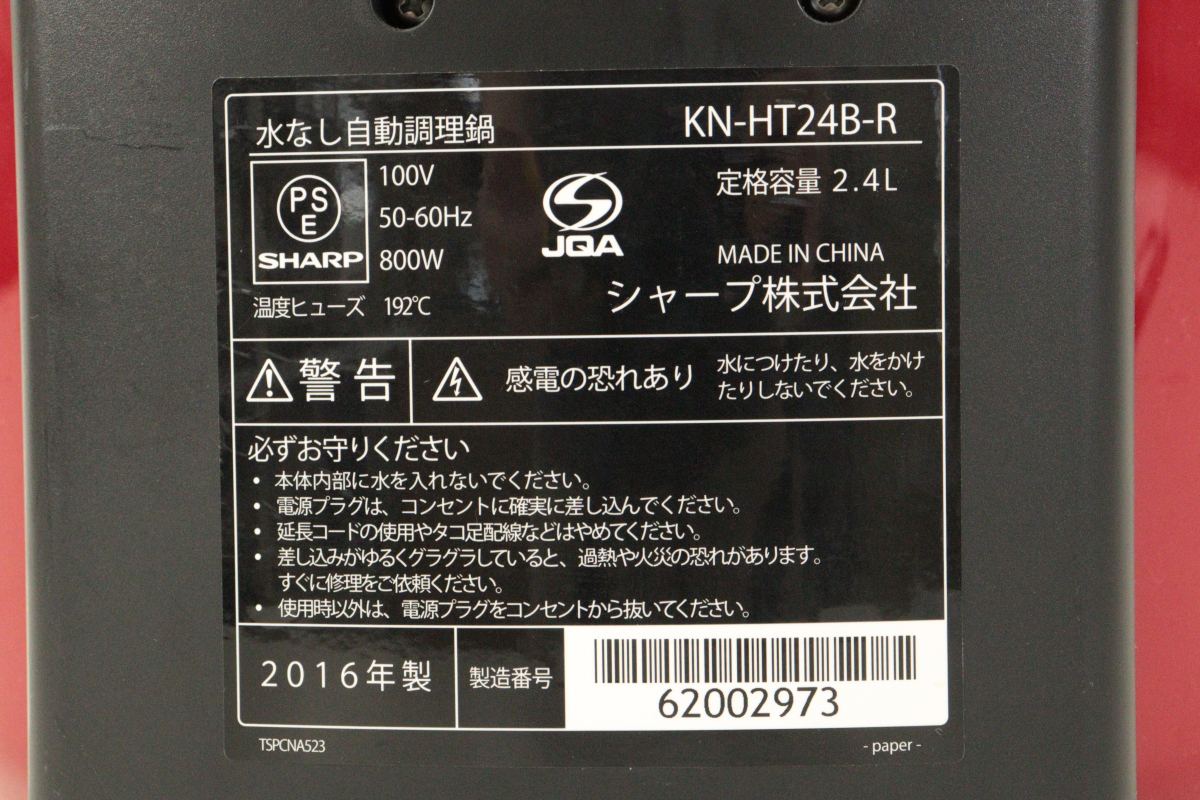 水なし自動調理鍋
KN-HT24B-R
PS
E
SHARP
100V
50-60Hz
800W
JQA
定格容量 2.4L
MADE IN CHINA
シャープ株式会社
温度ヒューズ 192℃
警告
感電の恐れあり
水につけたり、水をかけ
たりしないでください。
必ずお守りください
・ 本体内部に水を入れないでください。
・ 電源プラグは、コンセントに確実に差し込んでください。
・ 延長コードの使用やタコ足配線などはやめてください。
・ 差し込みがゆるくグラグラしていると、過熱や火災の恐れがあります。
すぐに修理をご依頼ください。
・ 使用時以外は、電源プラグをコンセントから抜いてください。
2016年製
製造番号
62002973
TSPCNA523
- paper -